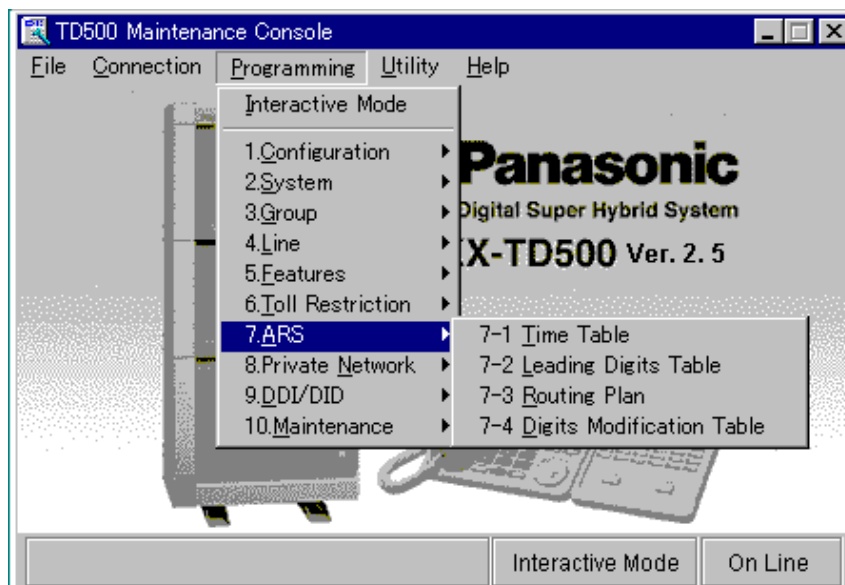 TD500 Maintenance Console
File Connection Programming Utility Help
Interactive Mode
1.Configuration
2.System
3.Group
4.Line
5.Features
6.Toll Restriction
7.ARS
8.Private Network
9.DDI/DID
10.Maintenance
7-1 Time Table
7-2 Leading Digits Table
7-3 Routing Plan
7-4 Digits Modification Table
Panasonic
Digital Super Hybrid System
KX-TD500 Ver. 2.5
Interactive Mode
On Line